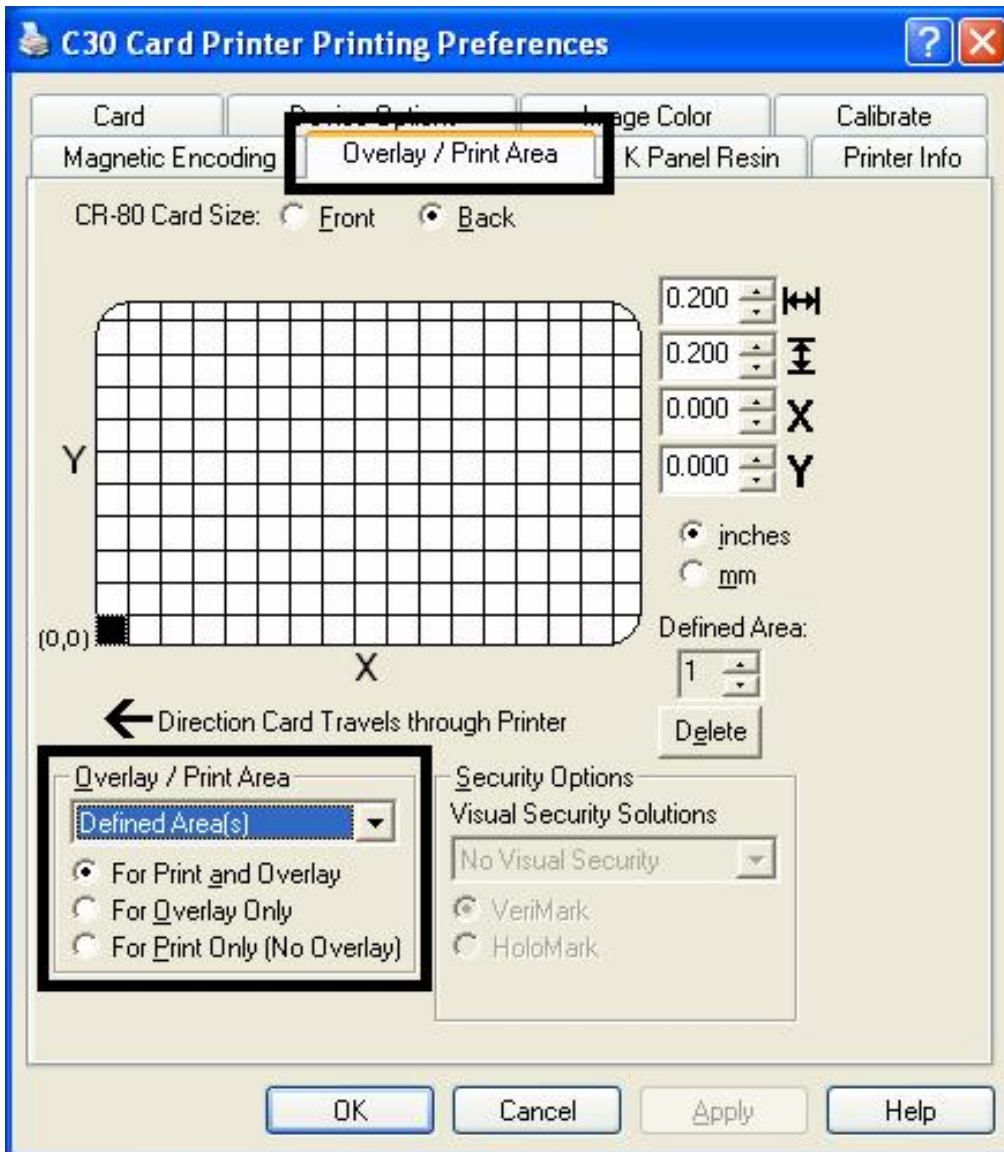 C30 Card Printer Printing Preferences
Card Device Options Image Color Calibrate
Magnetic Encoding Overlay / Print Area K Panel Resin Printer Info
CR-80 Card Size: Front Back
0.200
0.200
0.000 X
0.000 Y
Y
inches
mm
(0,0)
X
Defined Area:
1
Direction Card Travels through Printer
Delete
Overlay / Print Area
Defined Area(s)
For Print and Overlay
For Overlay Only
For Print Only (No Overlay)
Security Options
Visual Security Solutions
No Visual Security
VeriMark
HoloMark
OK Cancel Apply Help